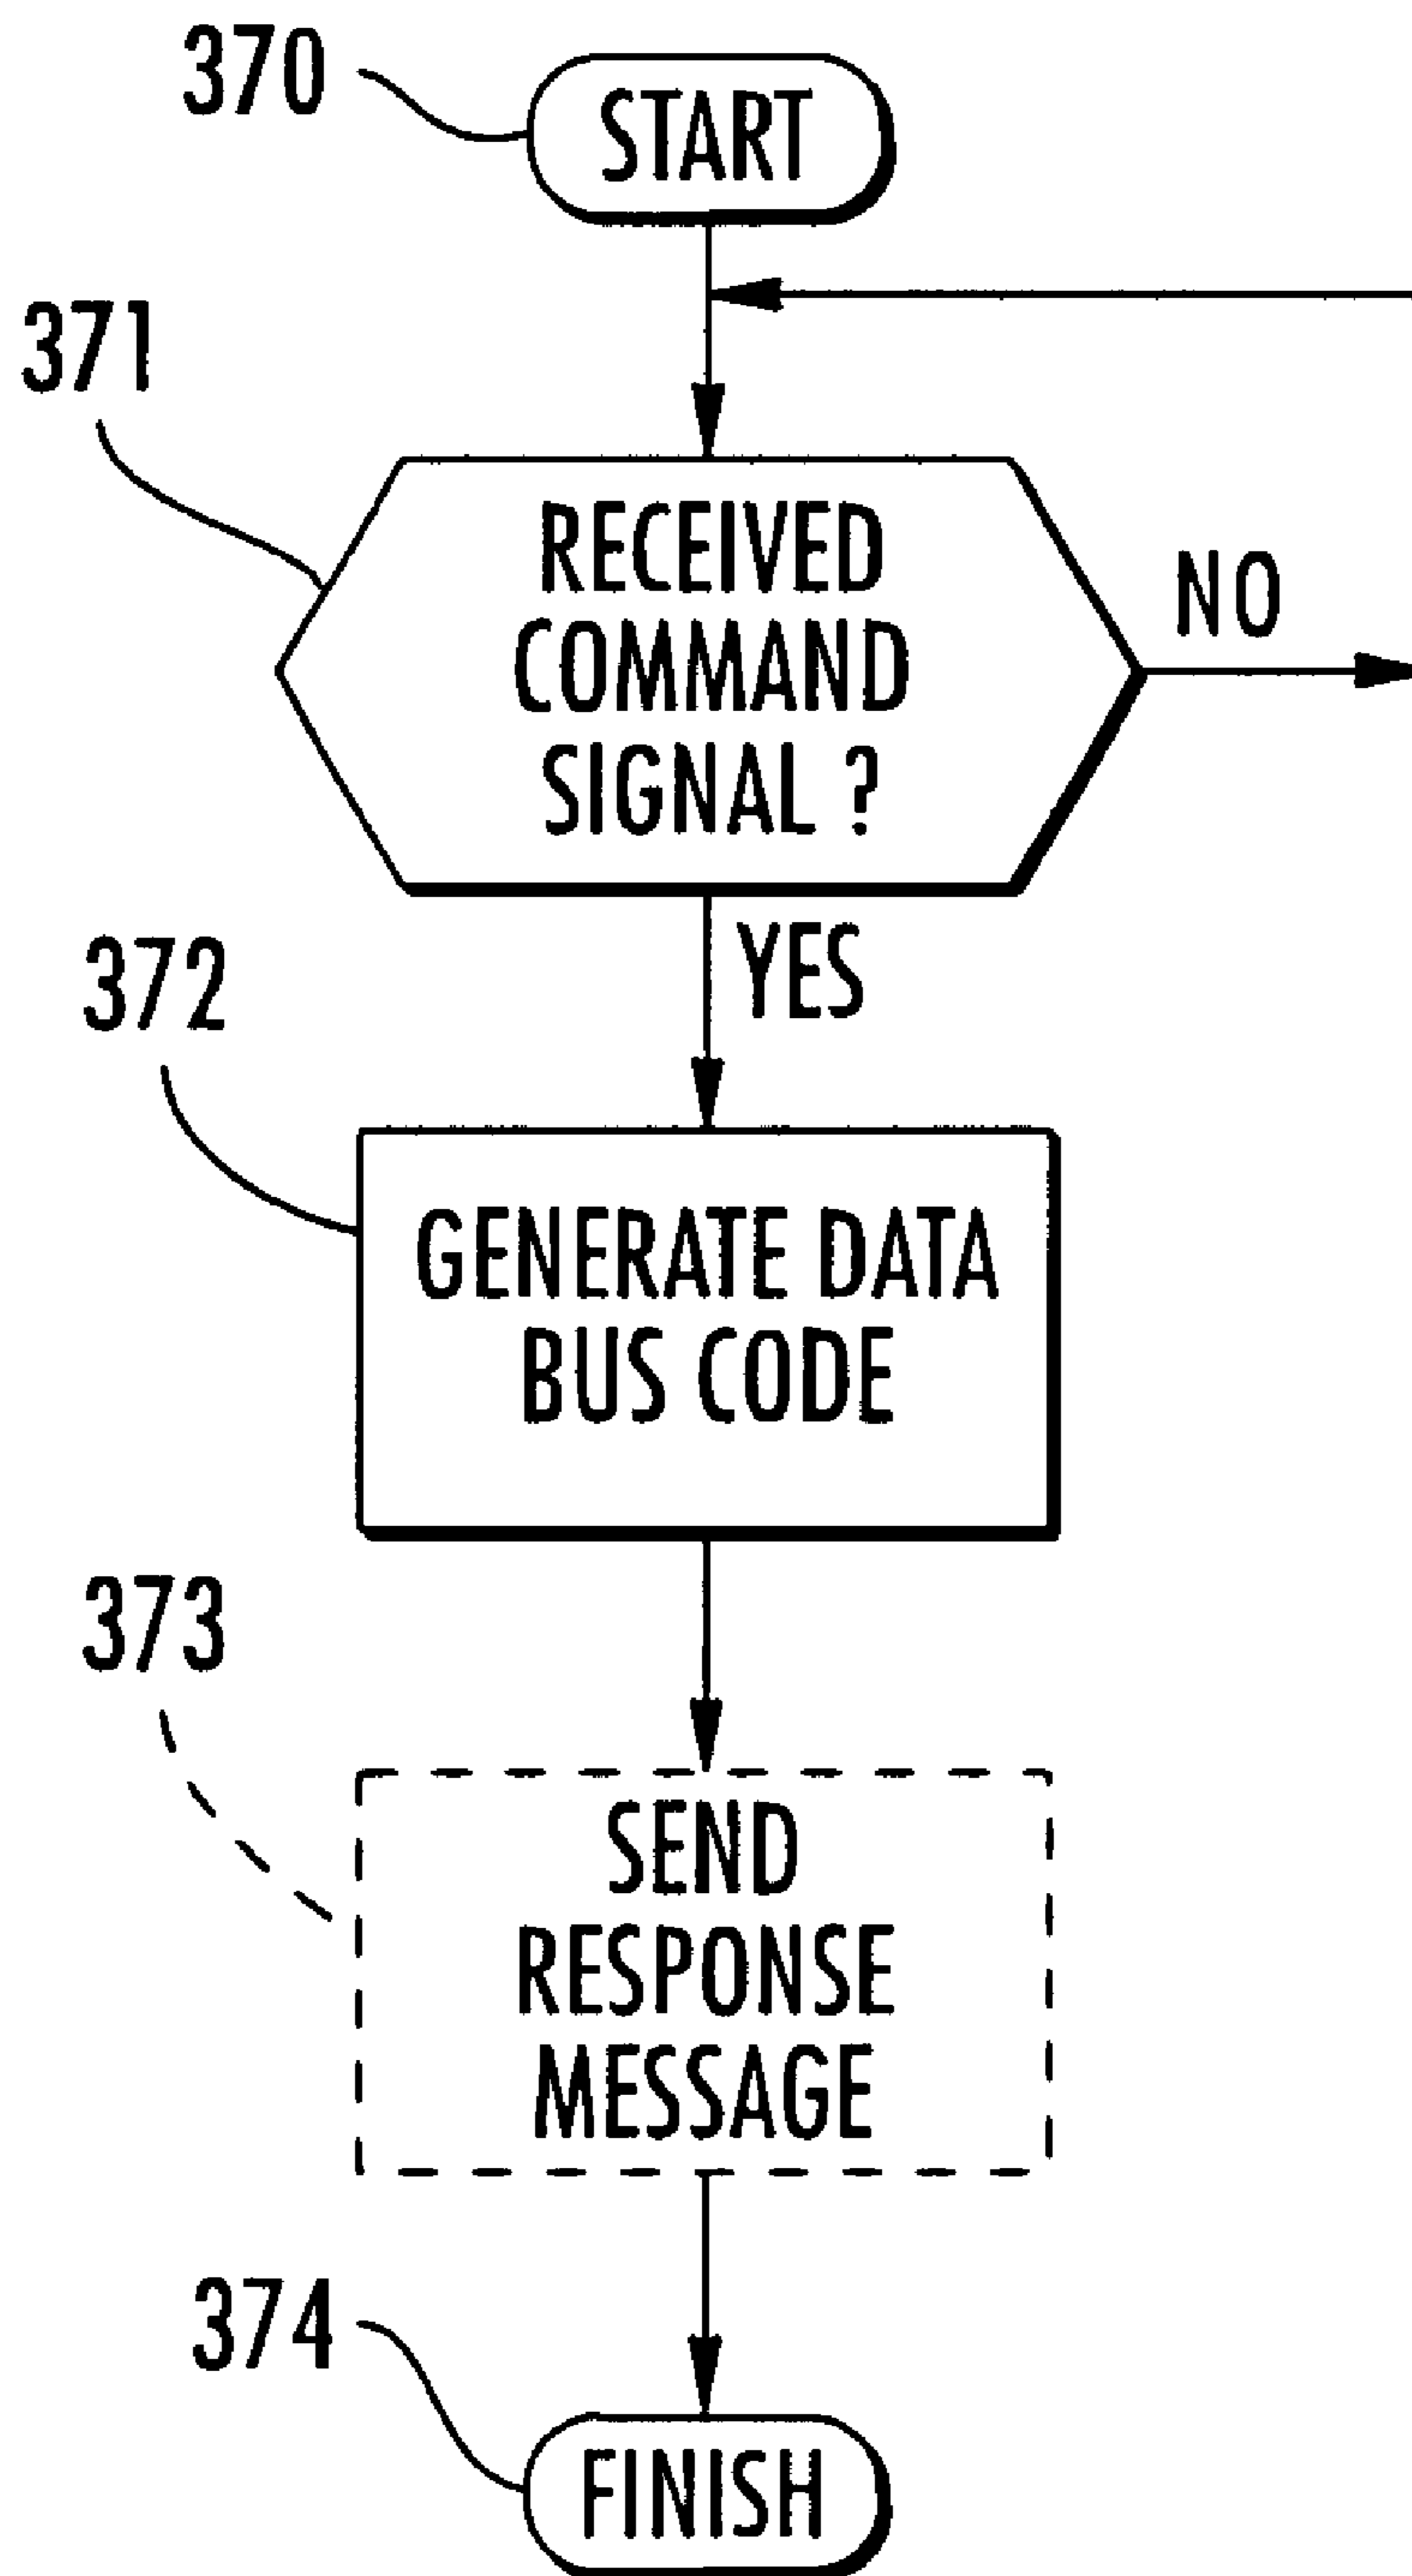 370
START
371
RECEIVED
COMMAND
SIGNAL ?
NO
YES
372
GENERATE DATA
BUS CODE
373
SEND
RESPONSE
MESSAGE
374
FINISH